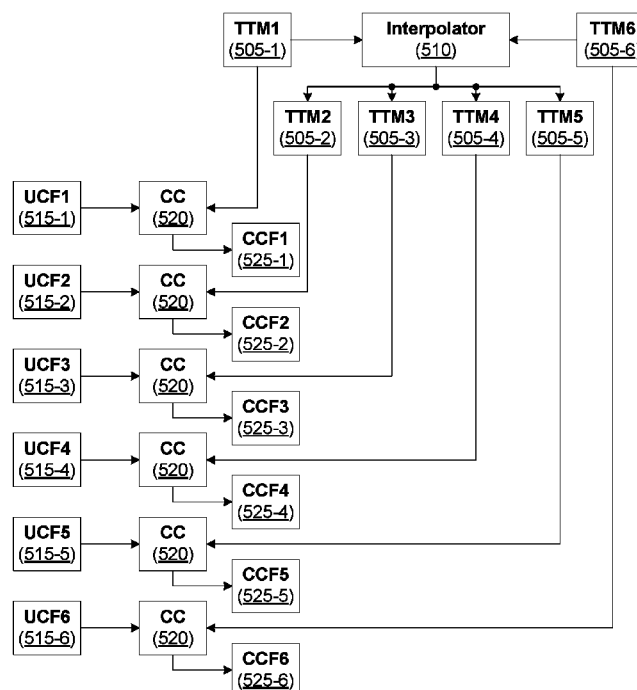 TTM1
(505-1)
Interpolator
(510)
TTM6
(505-6)
TTM2
(505-2)
TTM3
(505-3)
TTM4
(505-4)
TTM5
(505-5)
UCF1
(515-1)
CC
(520)
CCF1
(525-1)
UCF2
(515-2)
CC
(520)
CCF2
(525-2)
UCF3
(515-3)
CC
(520)
CCF3
(525-3)
UCF4
(515-4)
CC
(520)
CCF4
(525-4)
UCF5
(515-5)
CC
(520)
CCF5
(525-5)
UCF6
(515-6)
CC
(520)
CCF6
(525-6)